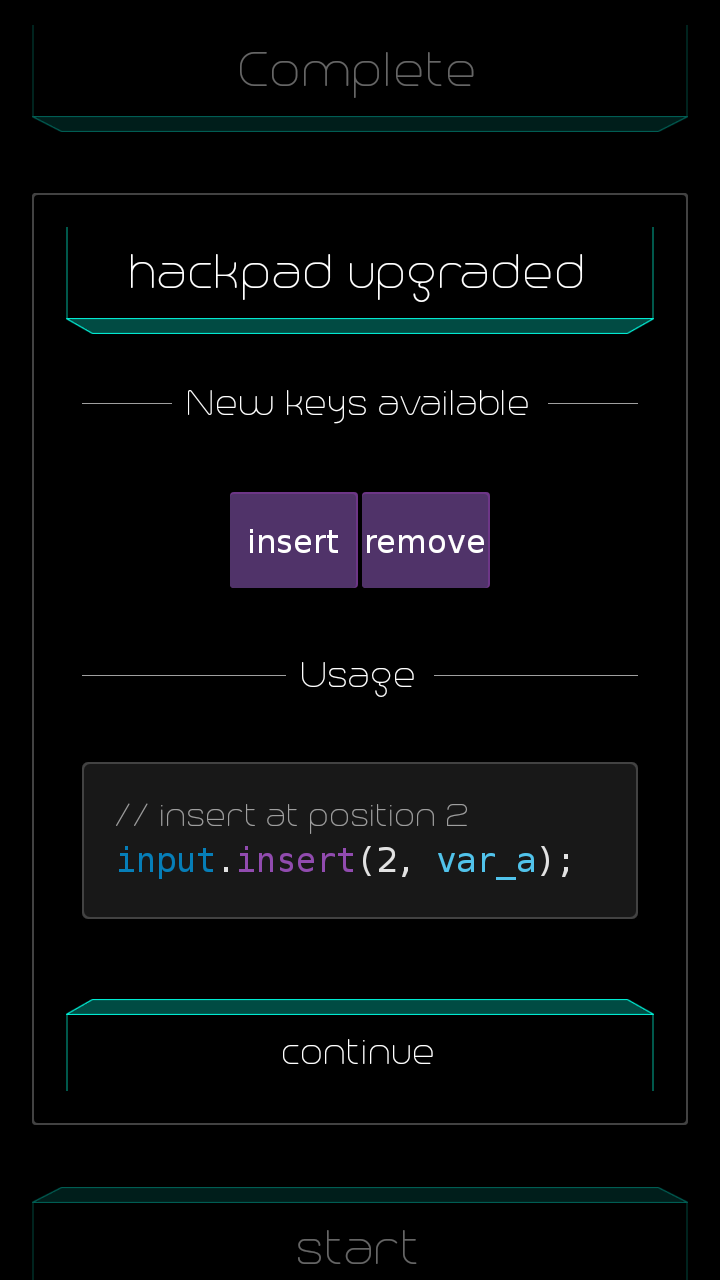 Complete
hackpad upgraded
New keys available
insert remove
Usage
// insert at position 2
input.insert(2, var_a);
continue
start